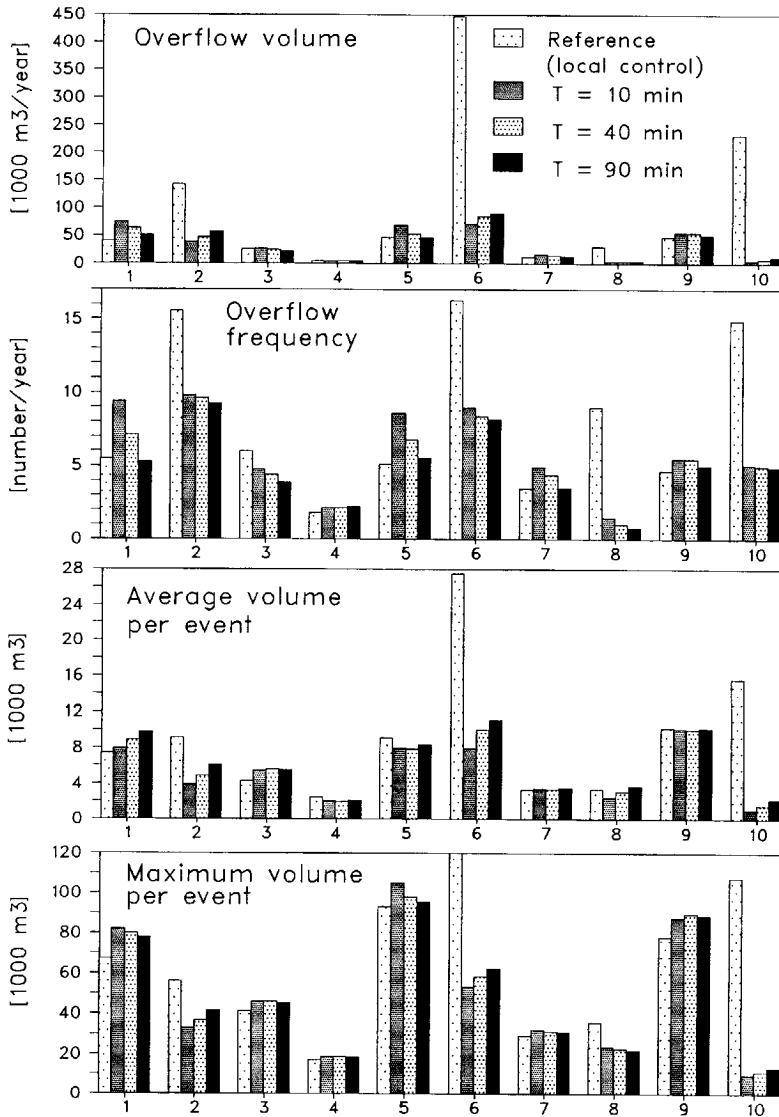 450
400
350
300
250
200
150
100
50
0
[1000 m3/year]
Overflow volume
Reference
(local control)
T = 10 min
T = 40 min
T = 90 min
1 2 3 4 5 6 7 8 9 10
15
10
5
0
[number/year]
Overflow
frequency
1 2 3 4 5 6 7 8 9 10
28
24
20
16
12
8
4
0
[1000 m3]
Average volume
per event
1 2 3 4 5 6 7 8 9 10
120
100
80
60
40
20
0
[1000 m3]
Maximum volume
per event
1 2 3 4 5 6 7 8 9 10